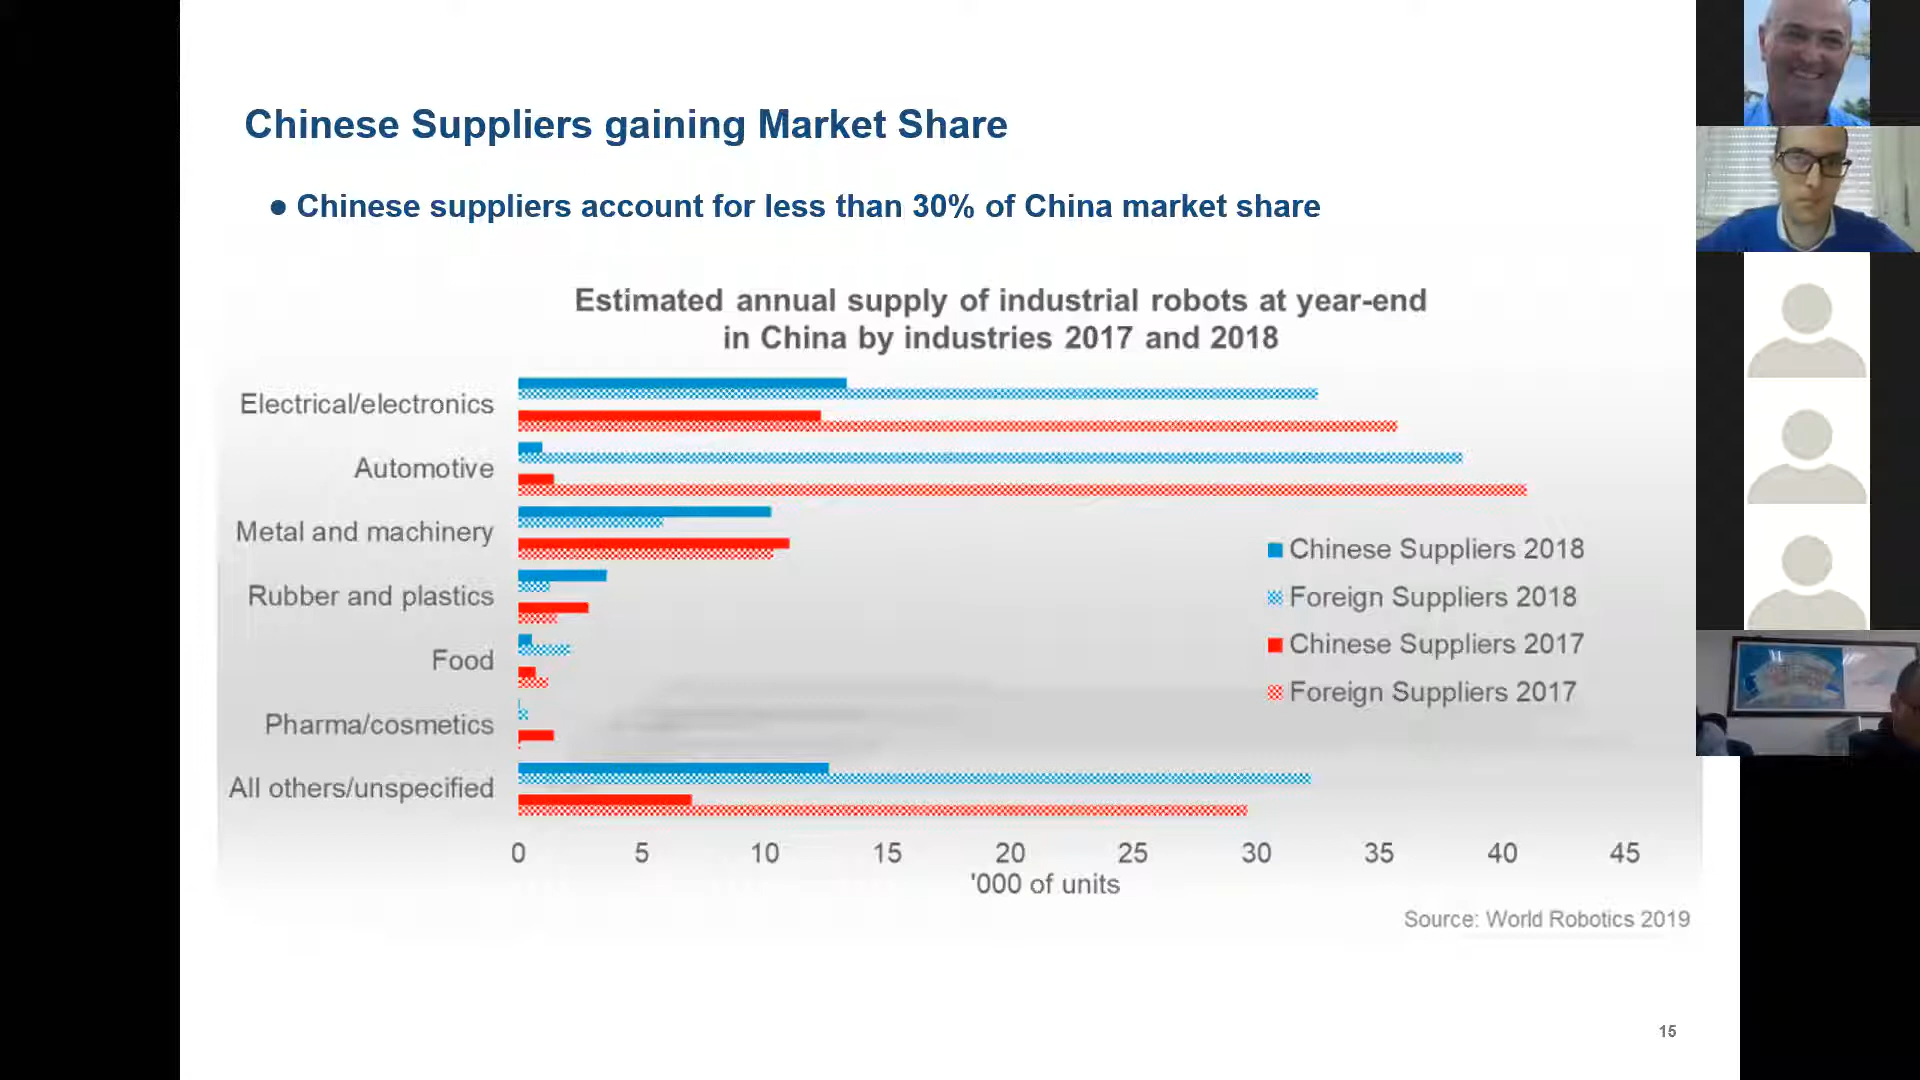 Chinese Suppliers gaining Market Share
● Chinese suppliers account for less than 30% of China market share
Estimated annual supply of industrial robots at year-end
in China by industries 2017 and 2018
Electrical/electronics
Automotive
Metal and machinery
Rubber and plastics
Food
Pharma/cosmetics
All others/unspecified
Chinese Suppliers 2018
Foreign Suppliers 2018
Chinese Suppliers 2017
Foreign Suppliers 2017
0 5 10 15 20 25 30 35 40 45
'000 of units
Source: World Robotics 2019
15